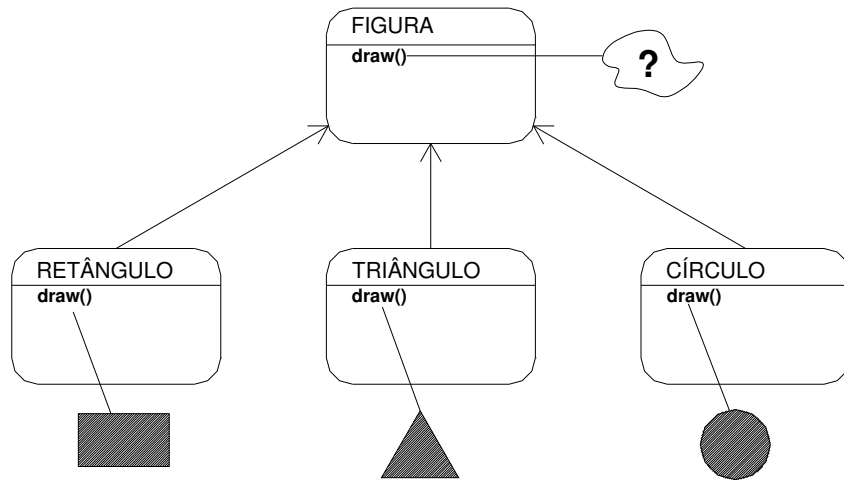 FIGURA
draw()
?
RETÂNGULO
draw()
TRIÂNGULO
draw()
CÍRCULO
draw()